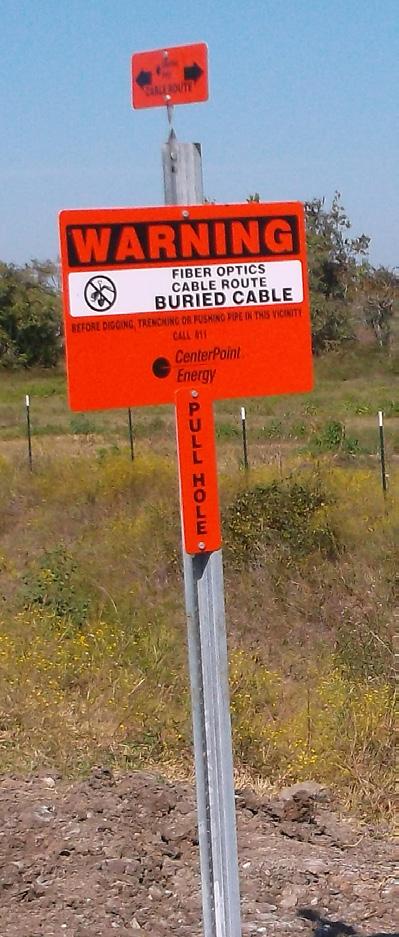 CABLE ROUTE
WARNING
FIBER OPTICS
CABLE ROUTE
BURIED CABLE
BEFORE DIGGING, TRENCHING OR PUSHING PIPE IN THIS VICINITY
CALL 811
CenterPoint
Energy
PULL HOLE